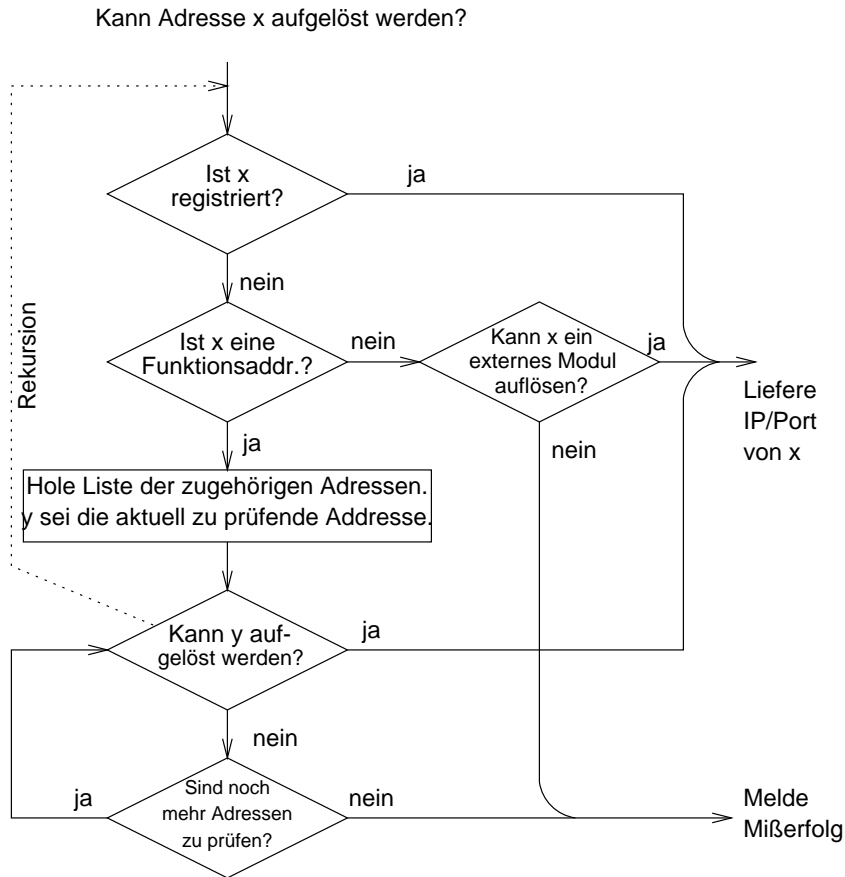 Kann Adresse x aufgelöst werden?
Ist x
registriert?
ja
nein
Rekursion
Ist x eine
Funktionsaddr.?
nein
Kann x ein
externes Modul
auflösen?
ja
Liefere
IP/Port
von x
ja
nein
Hole Liste der zugehörigen Adressen.
y sei die aktuell zu prüfende Addresse.
Kann y auf-
gelöst werden?
ja
nein
Sind noch
mehr Adressen
zu prüfen?
ja
nein
Melde
Mißerfolg